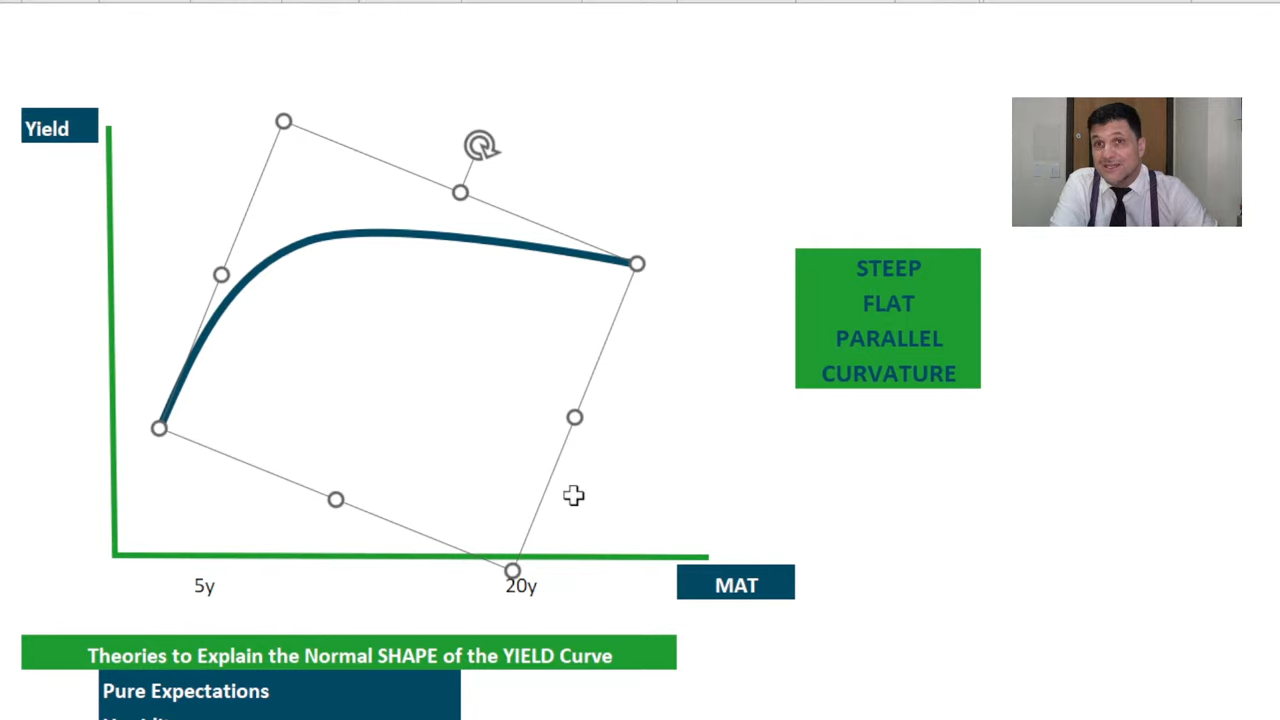 Yield
STEEP
FLAT
PARALLEL
CURVATURE
5y
20y
MAT
Theories to Explain the Normal SHAPE of the YIELD Curve
Pure Expectations